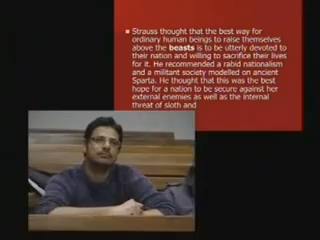 Strauss thought that the best way for
ordinary human beings to raise themselves
above the beasts is to be utterly devoted to
their nation and willing to sacrifice their lives
for it. He recommended a rabid nationalism
and a militant society modelled on ancient
Sparta. He thought that this was the best
hope for a nation to be secure against her
external enemies as well as the internal
threat of sloth and